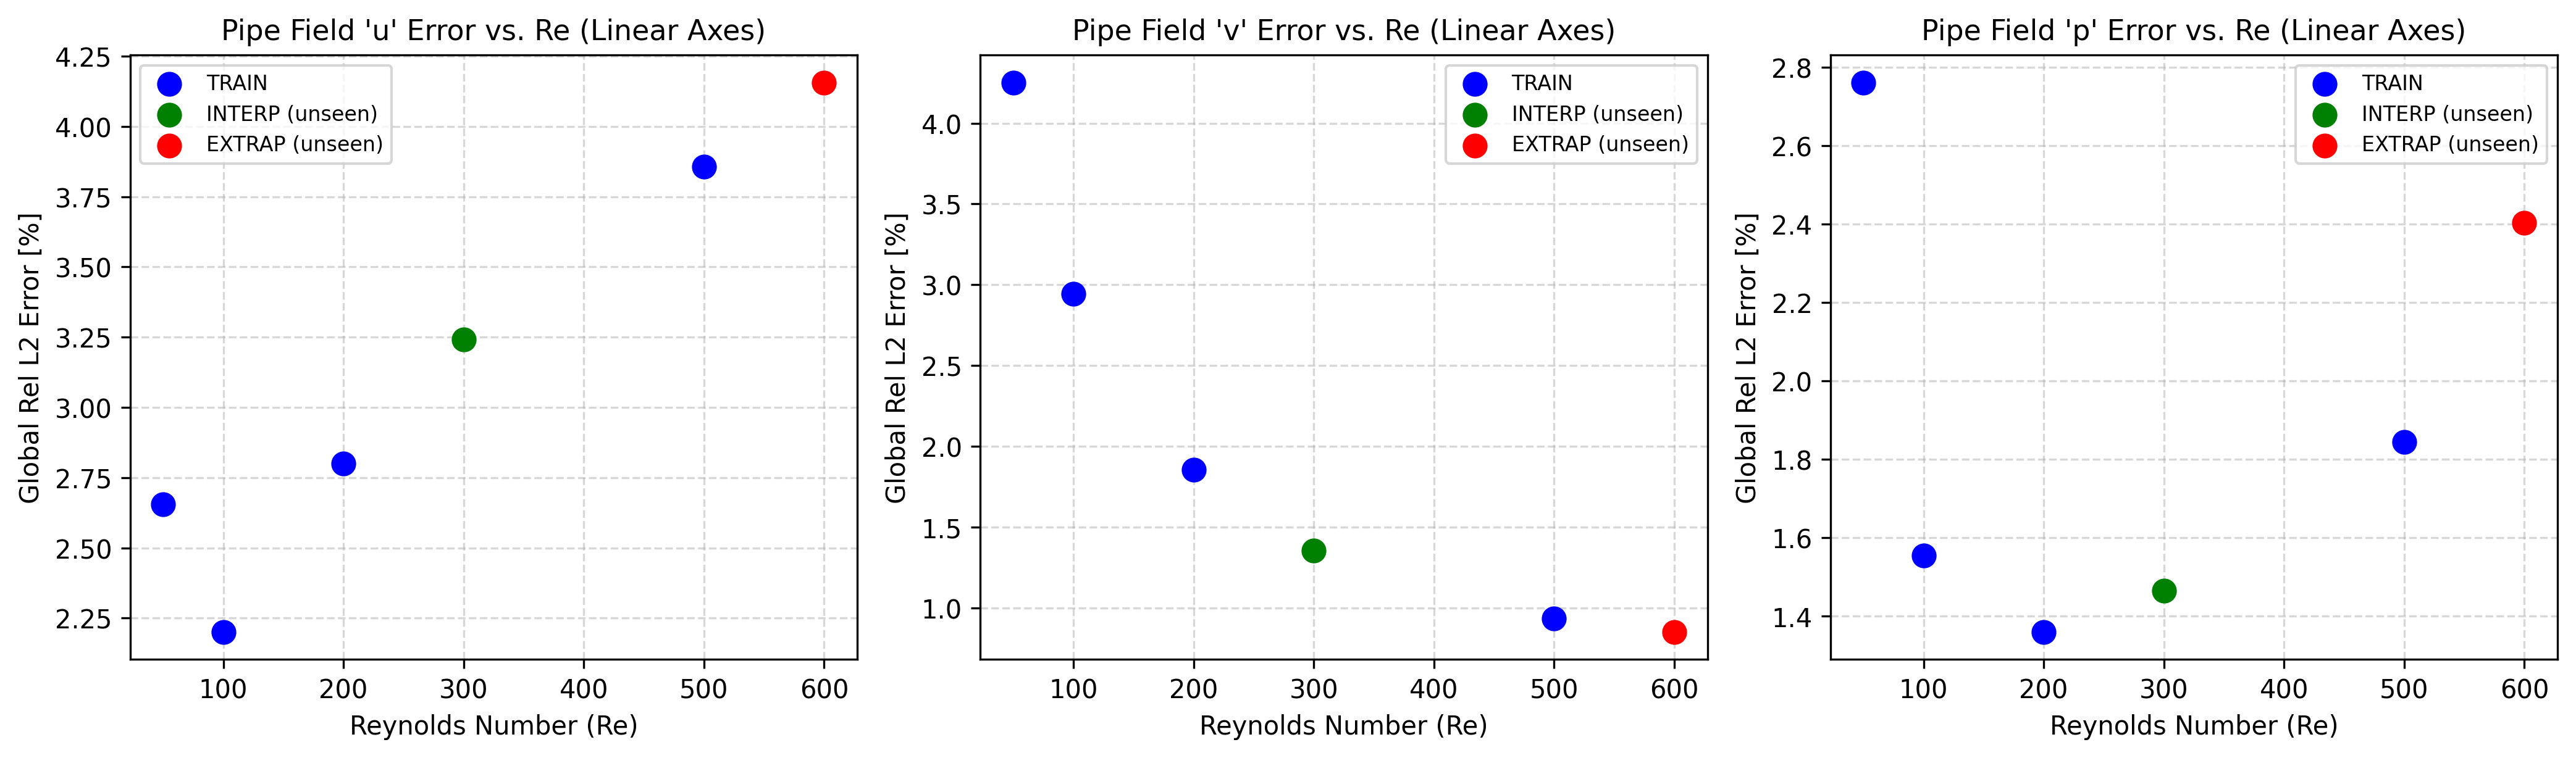 Pipe Field 'u' Error vs. Re (Linear Axes)
Global Rel L2 Error [%]
4.25
4.00
3.75
3.50
3.25
3.00
2.75
2.50
2.25
TRAIN
INTERP (unseen)
EXTRAP (unseen)
100 200 300 400 500 600
Reynolds Number (Re)
Pipe Field 'v' Error vs. Re (Linear Axes)
Global Rel L2 Error [%]
4.0
3.5
3.0
2.5
2.0
1.5
1.0
TRAIN
INTERP (unseen)
EXTRAP (unseen)
100 200 300 400 500 600
Reynolds Number (Re)
Pipe Field 'p' Error vs. Re (Linear Axes)
Global Rel L2 Error [%]
2.8
2.6
2.4
2.2
2.0
1.8
1.6
1.4
TRAIN
INTERP (unseen)
EXTRAP (unseen)
100 200 300 400 500 600
Reynolds Number (Re)